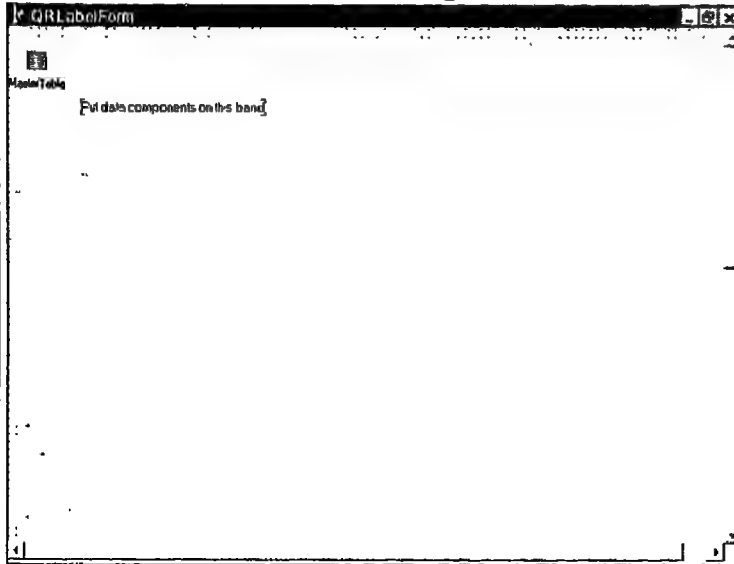 QRLabelForm
MasterTable
[Put data components on this band]